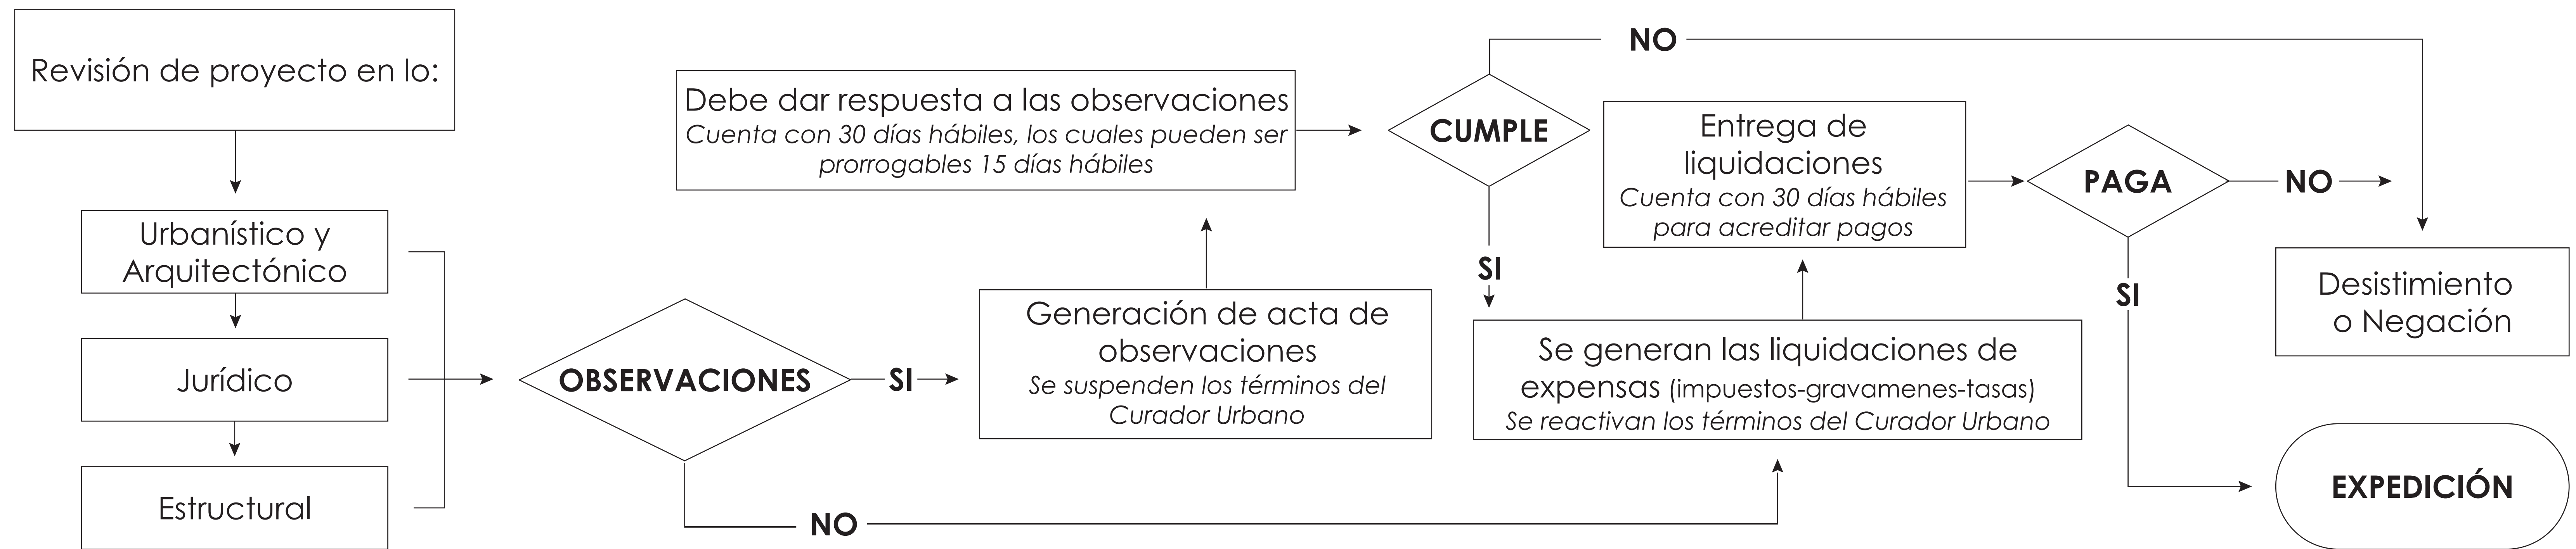 Revisión de proyecto en lo:
Urbanístico y
Arquitectónico
Jurídico
Estructural
OBSERVACIONES
SI
NO
Generación de acta de
observaciones
Se suspenden los términos del
Curador Urbano
Debe dar respuesta a las observaciones
Cuenta con 30 días hábiles, los cuales pueden ser
prorrogables 15 días hábiles
CUMPLE
NO
SI
Se generan las liquidaciones de
expensas (impuestos-gravamenes-tasas)
Se reactivan los términos del Curador Urbano
Entrega de
liquidaciones
Cuenta con 30 días hábiles
para acreditar pagos
PAGA
NO
SI
Desistimiento
o Negación
EXPEDICIÓN